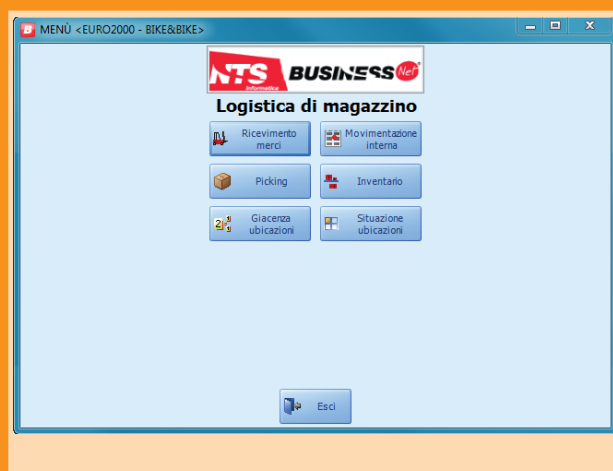 B MENÙ <EURO2000 - BIKE&BIKE>
NTS BUSINESS Net
Informatica
Logistica di magazzino
Ricevimento merci
Movimentazione interna
Picking
Inventario
Giacenza ubicazioni
Situazione ubicazioni
Esci